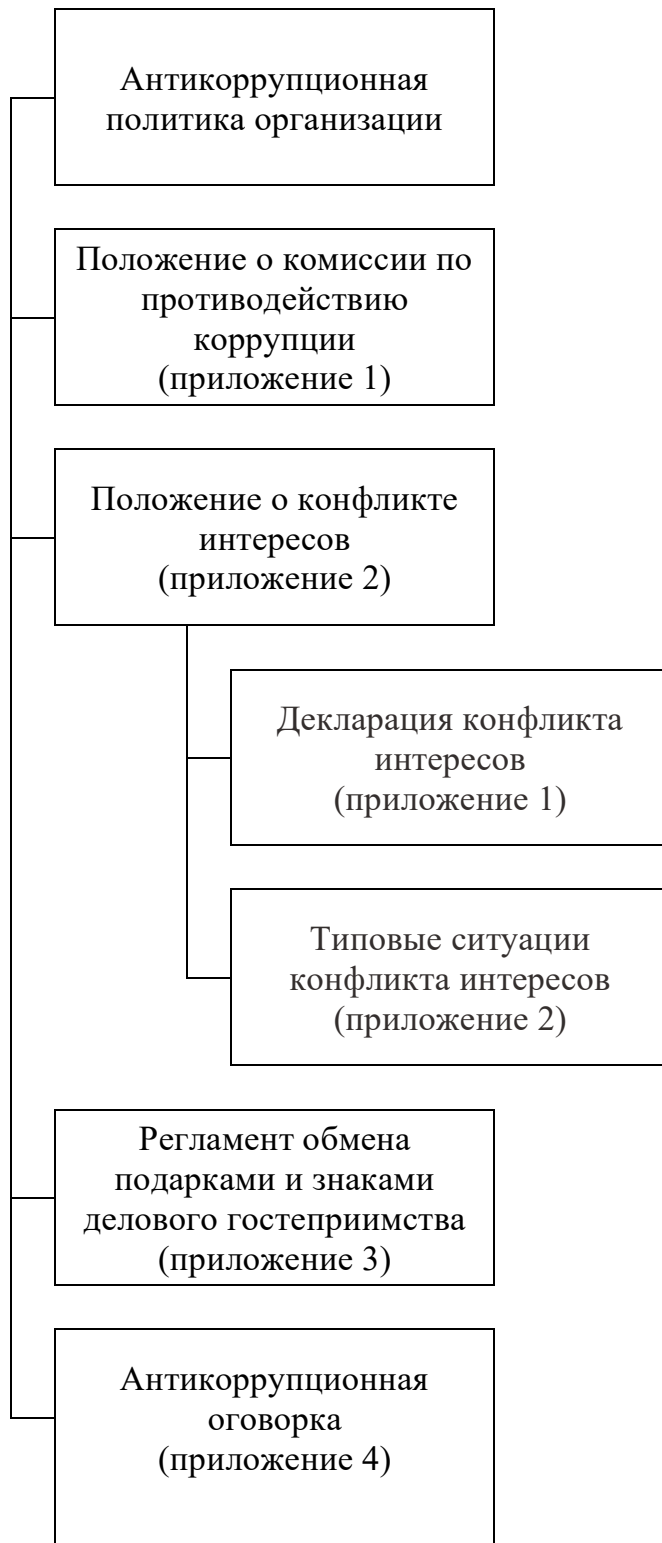 Антикоррупционная
политика организации
Положение о комиссии по
противодействию
коррупции
(приложение 1)
Положение о конфликте
интересов
(приложение 2)
Декларация конфликта
интересов
(приложение 1)
Типовые ситуации
конфликта интересов
(приложение 2)
Регламент обмена
подарками и знаками
делового гостеприимства
(приложение 3)
Антикоррупционная
оговорка
(приложение 4)